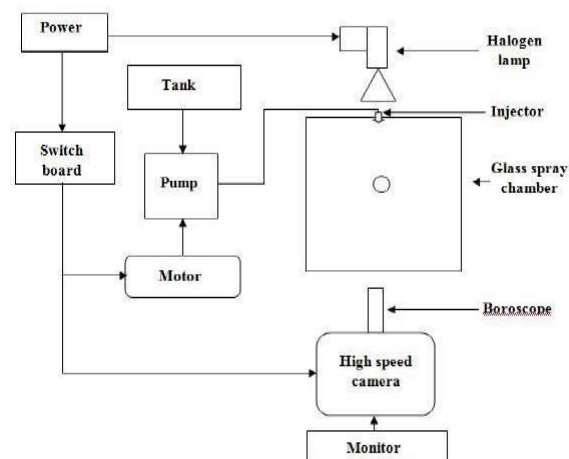 Power
Halogen
lamp
Tank
Injector
Switch
board
Pump
Glass spray
chamber
Motor
Boroscope
High speed
camera
Monitor